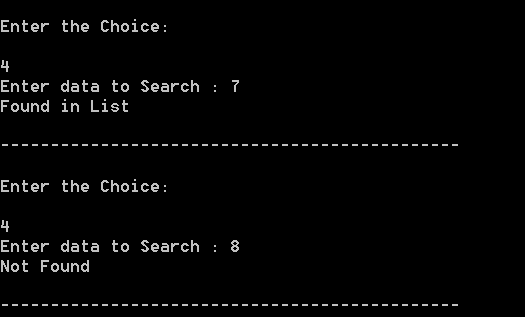 Enter the Choice:
4
Enter data to Search : 7
Found in List
----------------------------------------------
Enter the Choice:
4
Enter data to Search : 8
Not Found
----------------------------------------------